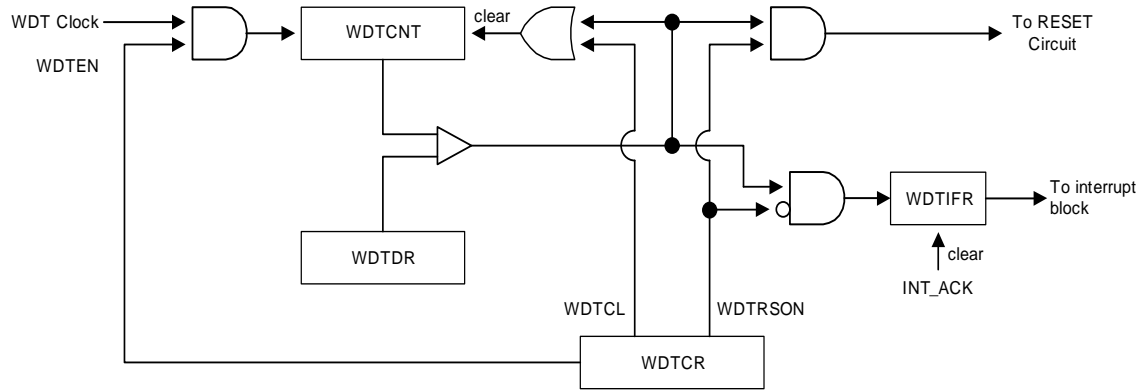 WDT Clock
WDTEN
WDTCNT
clear
To RESET
Circuit
WDTDR
WDTIFR
To interrupt
block
clear
INT_ACK
WDTCL
WDTRSON
WDTCR